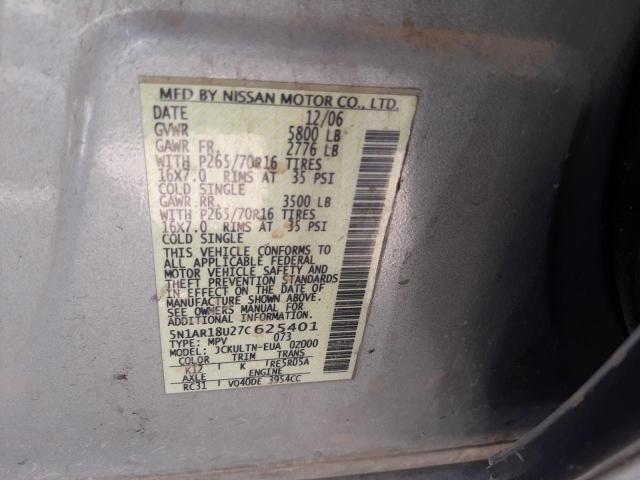 MFD BY NISSAN MOTOR CO., LTD.
DATE 12/06
GVWR 5800 LB
GAWR FR. 2776 LB
WITH P265/70R16 TIRES
16X7.0 RIMS AT 35 PSI
COLD SINGLE
GAWR RR. 3500 LB
WITH P265/70R16 TIRES
16X7.0 RIMS AT 35 PSI
COLD SINGLE
THIS VEHICLE CONFORMS TO
ALL APPLICABLE FEDERAL
MOTOR VEHICLE SAFETY AND
THEFT PREVENTION STANDARDS
IN EFFECT ON THE DATE OF
MANUFACTURE SHOWN ABOVE.
SEE OWNERS MANUAL FOR
ADDITIONAL INFORMATION
5N1AR18U27C625401
TYPE: MPV 073
MODEL: JCKULTN-EUA 0Z000
COLOR TRIM TRANS
K12 K RE5R05A
AXLE ENGINE
RC31 VQ40DE 3954CC